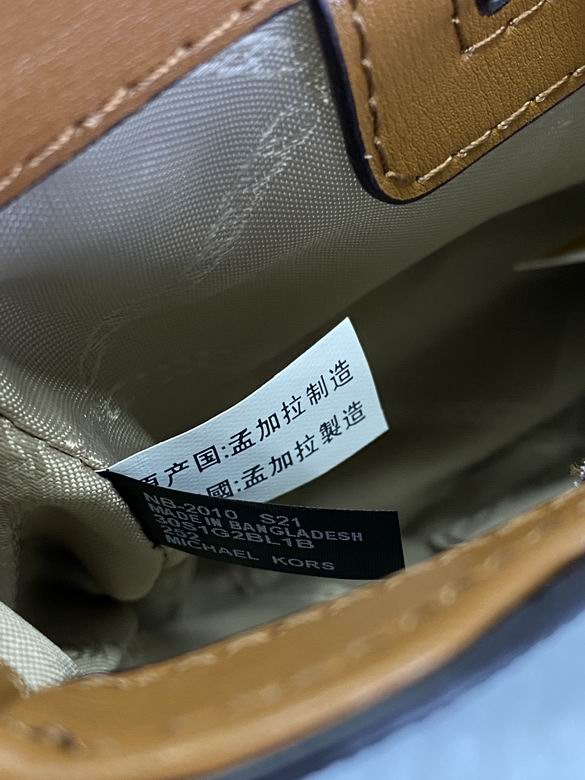 原产国:孟加拉制造
國:孟加拉製造
NB-2010 S21
MADE IN BANGLADESH
30S1G2BL1B
252
MICHAEL KORS